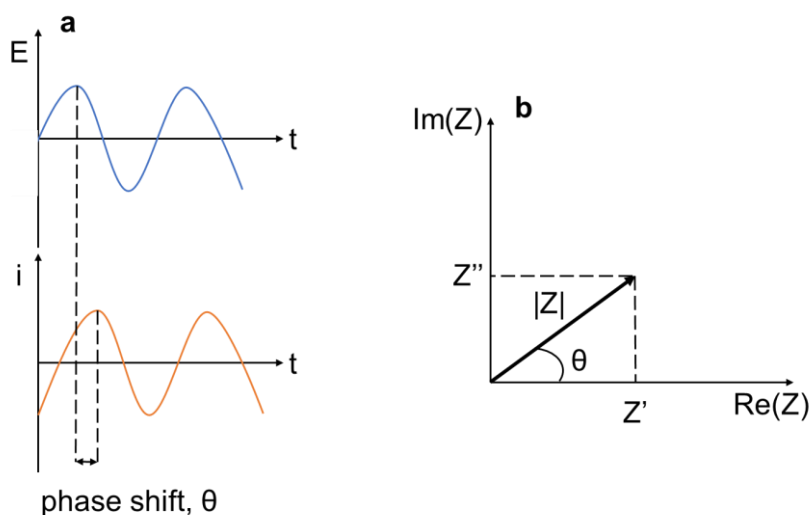 a
E
t
i
t
phase shift, θ
b
Im(Z)
Z’’
|Z|
θ
Z’
Re(Z)